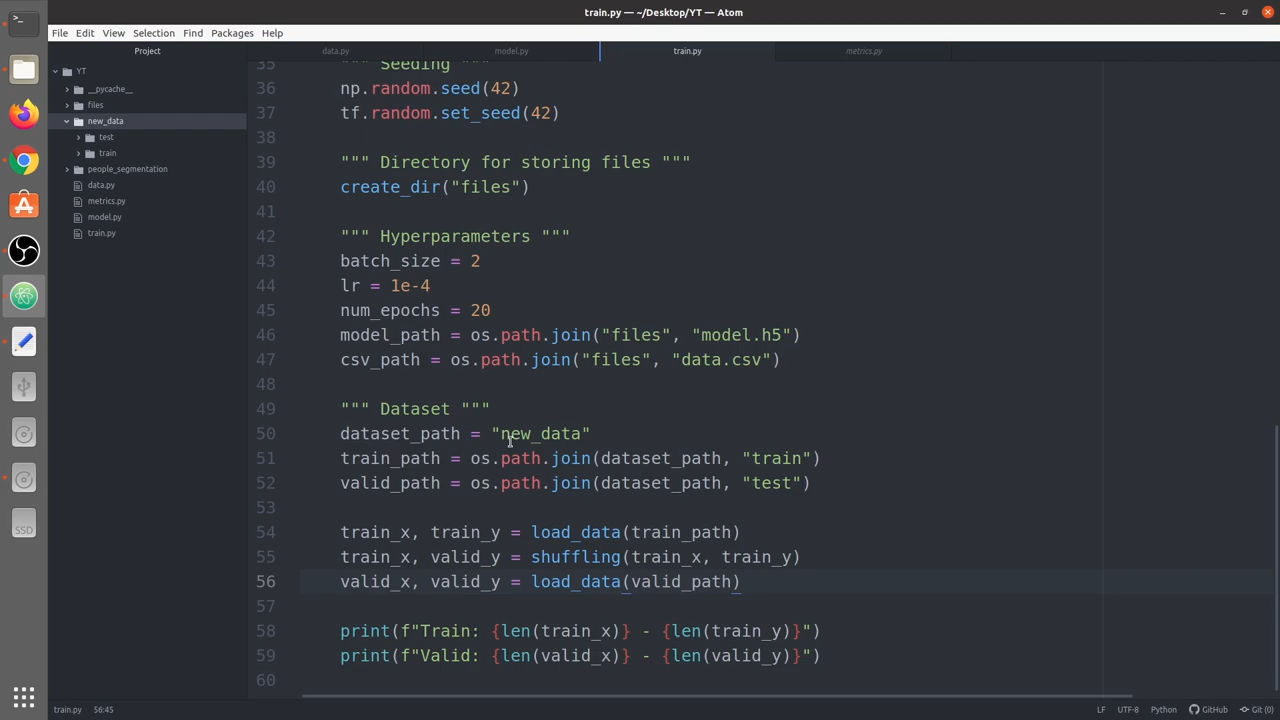 train.py — ~/Desktop/YT — Atom
File Edit View Selection Find Packages Help
Project
YT
__pycache__
files
new_data
test
train
people_segmentation
data.py
metrics.py
model.py
train.py
data.py model.py train.py metrics.py
35 """ Seeding """
36 np.random.seed(42)
37 tf.random.set_seed(42)
38
39 """ Directory for storing files """
40 create_dir("files")
41
42 """ Hyperparameters """
43 batch_size = 2
44 lr = 1e-4
45 num_epochs = 20
46 model_path = os.path.join("files", "model.h5")
47 csv_path = os.path.join("files", "data.csv")
48
49 """ Dataset """
50 dataset_path = "new_data"
51 train_path = os.path.join(dataset_path, "train")
52 valid_path = os.path.join(dataset_path, "test")
53
54 train_x, train_y = load_data(train_path)
55 train_x, valid_y = shuffling(train_x, train_y)
56 valid_x, valid_y = load_data(valid_path)
57
58 print(f"Train: {len(train_x)} - {len(train_y)}")
59 print(f"Valid: {len(valid_x)} - {len(valid_y)}")
60
SSD
train.py 56:45 LF UTF-8 Python GitHub Git (0)